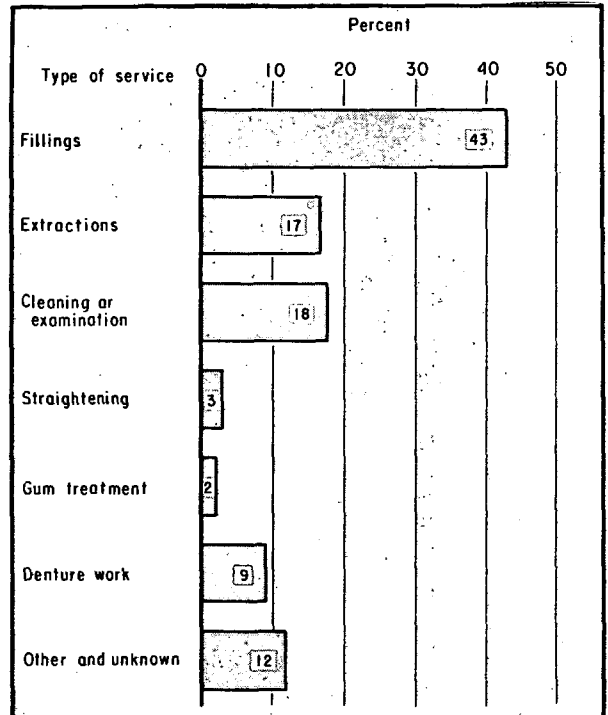 Percent
Type of service 0 10 20 30 40 50
Fillings 43
Extractions 17
Cleaning or
examination 18
Straightening 3
Gum treatment 2
Denture work 9
Other and unknown 12